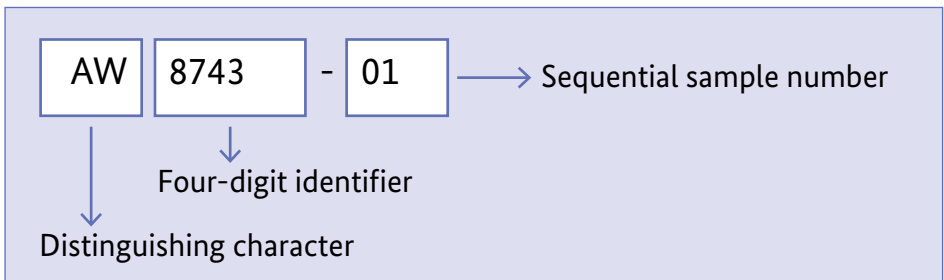 AW 8743 - 01 Sequential sample number
Four-digit identifier
Distinguishing character